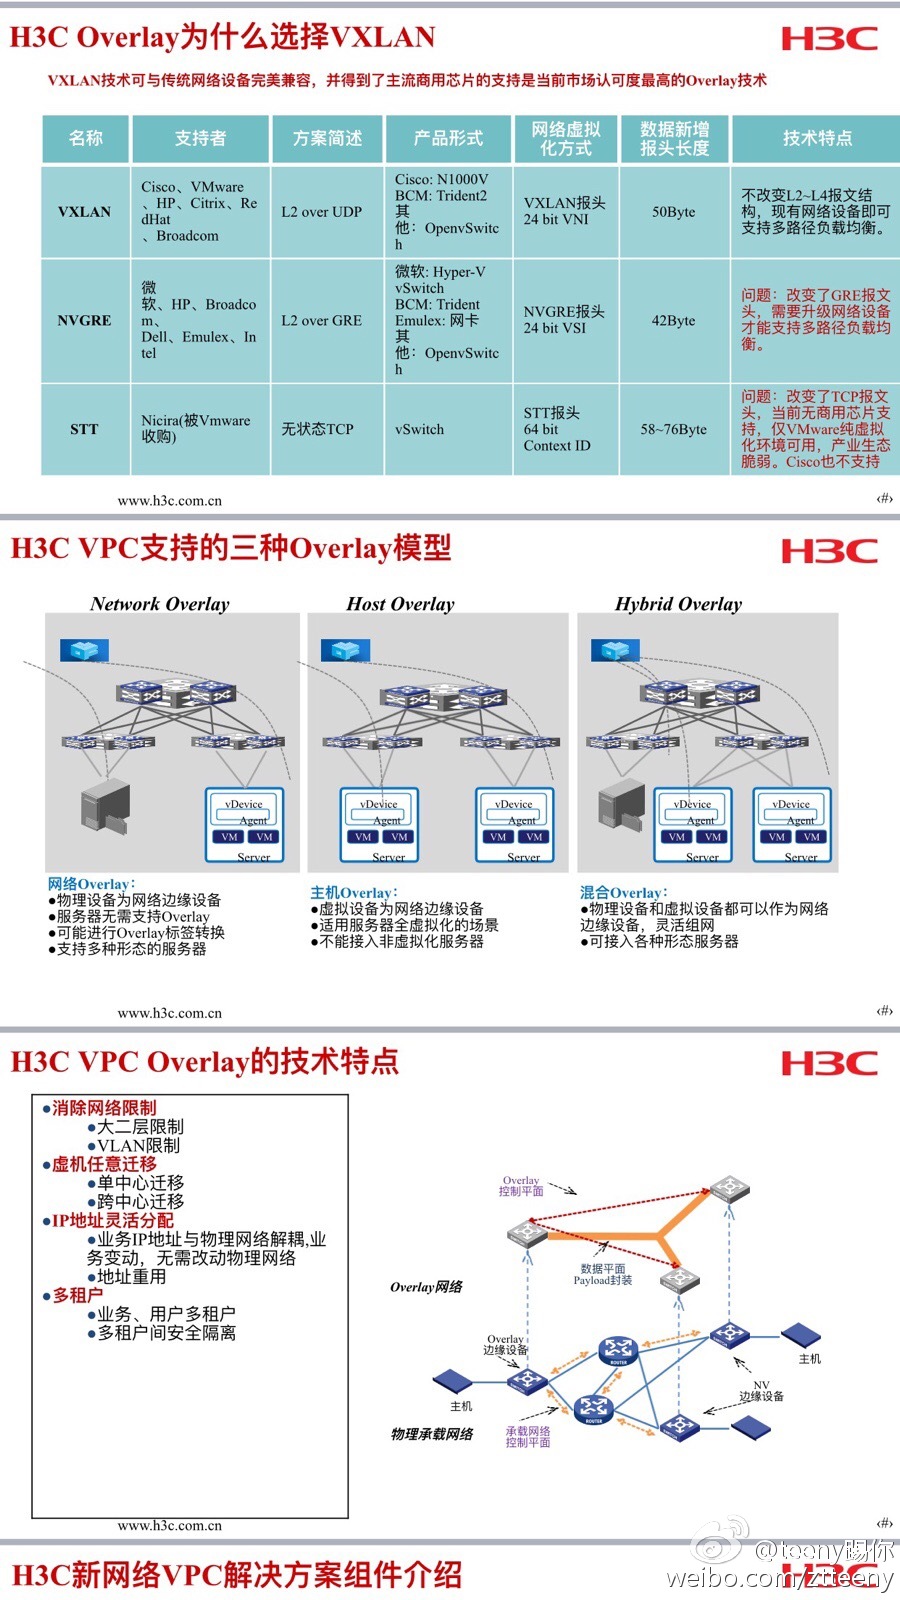 H3C Overlay为什么选择VXLAN
H3C
VXLAN技术可与传统网络设备完美兼容，并得到了主流商用芯片的支持是当前市场认可度最高的Overlay技术
名称
支持者
方案简述
产品形式
网络虚拟
化方式
数据新增
报头长度
技术特点
VXLAN
Cisco、VMware
、HP、Citrix、Re
dHat
、Broadcom
L2 over UDP
Cisco: N1000V
BCM: Trident2
其
他：OpenvSwitc
h
VXLAN报头
24 bit VNI
50Byte
不改变L2~L4报文结
构，现有网络设备即可
支持多路径负载均衡。
NVGRE
微
软、HP、Broadco
m、
Dell、Emulex、In
tel
L2 over GRE
微软: Hyper-V
vSwitch
BCM: Trident
Emulex: 网卡
其
他：OpenvSwitc
h
NVGRE报头
24 bit VSI
42Byte
问题：改变了GRE报文
头，需要升级网络设备
才能支持多路径负载均
衡。
STT
Nicira(被Vmware
收购)
无状态TCP
vSwitch
STT报头
64 bit
Context ID
58~76Byte
问题：改变了TCP报文
头，当前无商用芯片支
持，仅VMware纯虚拟
化环境可用，产业生态
脆弱。Cisco也不支持
www.h3c.com.cn
‹#›
H3C VPC支持的三种Overlay模型
H3C
Network Overlay
Host Overlay
Hybrid Overlay
vDevice
Agent
VM
VM
Server
vDevice
Agent
VM
VM
Server
vDevice
Agent
VM
VM
Server
vDevice
Agent
VM
VM
Server
vDevice
Agent
VM
VM
Server
网络Overlay：
●物理设备为网络边缘设备
●服务器无需支持Overlay
●可能进行Overlay标签转换
●支持多种形态的服务器
主机Overlay：
●虚拟设备为网络边缘设备
●适用服务器全虚拟化的场景
●不能接入非虚拟化服务器
混合Overlay：
●物理设备和虚拟设备都可以作为网络
边缘设备，灵活组网
●可接入各种形态服务器
www.h3c.com.cn
‹#›
H3C VPC Overlay的技术特点
H3C
●消除网络限制
●大二层限制
●VLAN限制
●虚机任意迁移
●单中心迁移
●跨中心迁移
●IP地址灵活分配
●业务IP地址与物理网络解耦,业
务变动，无需改动物理网络
●地址重用
●多租户
●业务、用户多租户
●多租户间安全隔离
Overlay
控制平面
数据平面
Payload封装
Overlay网络
Overlay
边缘设备
ROUTER
主机
NV
边缘设备
主机
ROUTER
物理承载网络
承载网络
控制平面
www.h3c.com.cn
‹#›
H3C新网络VPC解决方案组件介绍
H3C
@teeny赐你
weibo.com/ztteeny